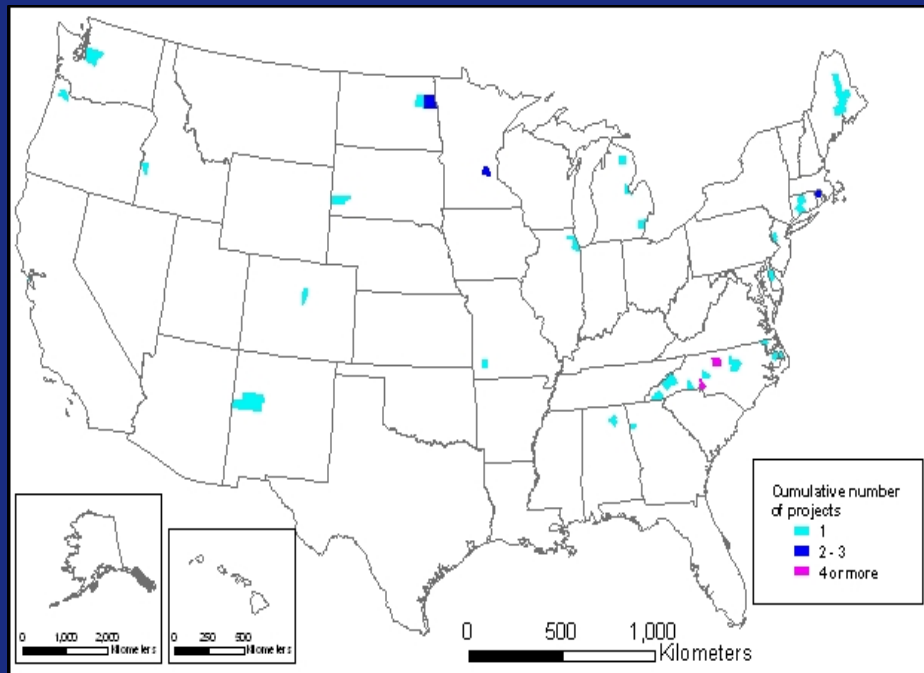 Cumulative number
of projects
1
2 - 3
4 or more
0 1,000 2,000
Kilometers
0 250 500
Kilometers
0 500 1,000
Kilometers